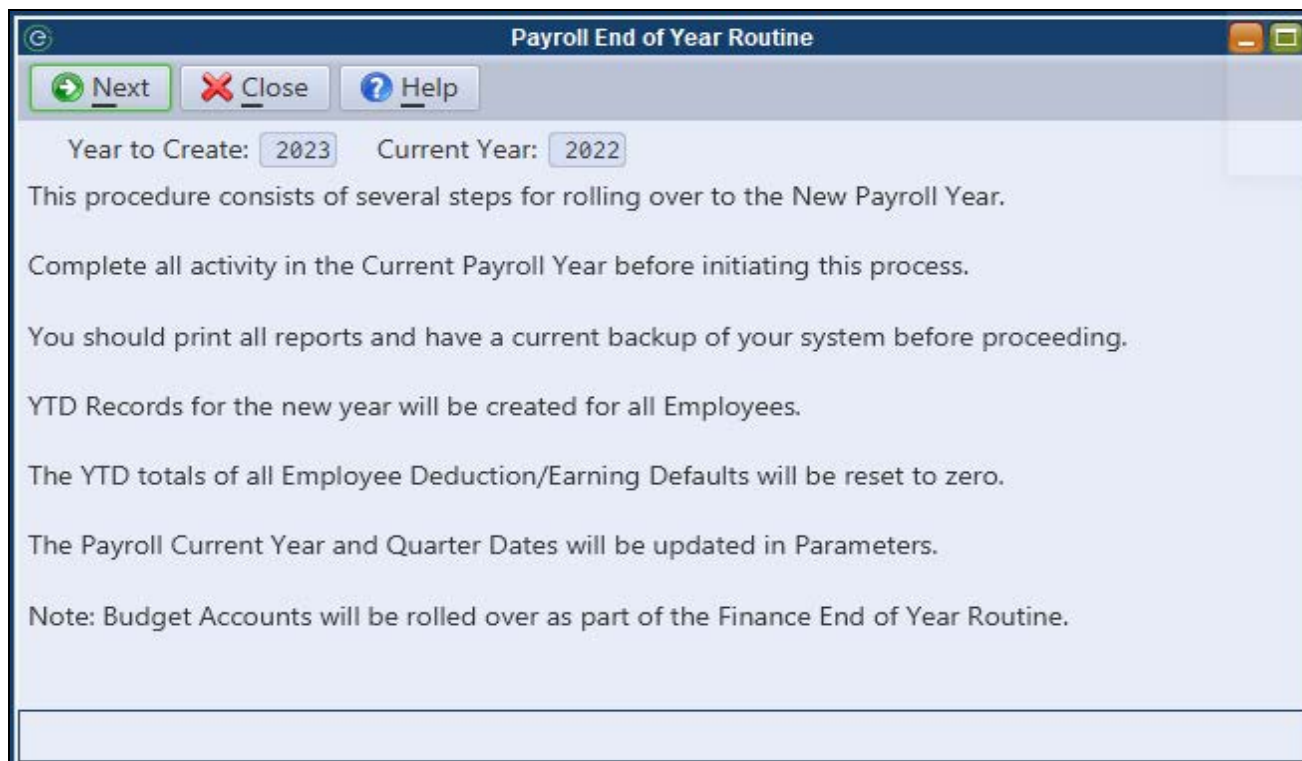 Payroll End of Year Routine
Next Close Help
Year to Create: 2023 Current Year: 2022
This procedure consists of several steps for rolling over to the New Payroll Year.
Complete all activity in the Current Payroll Year before initiating this process.
You should print all reports and have a current backup of your system before proceeding.
YTD Records for the new year will be created for all Employees.
The YTD totals of all Employee Deduction/Earning Defaults will be reset to zero.
The Payroll Current Year and Quarter Dates will be updated in Parameters.
Note: Budget Accounts will be rolled over as part of the Finance End of Year Routine.